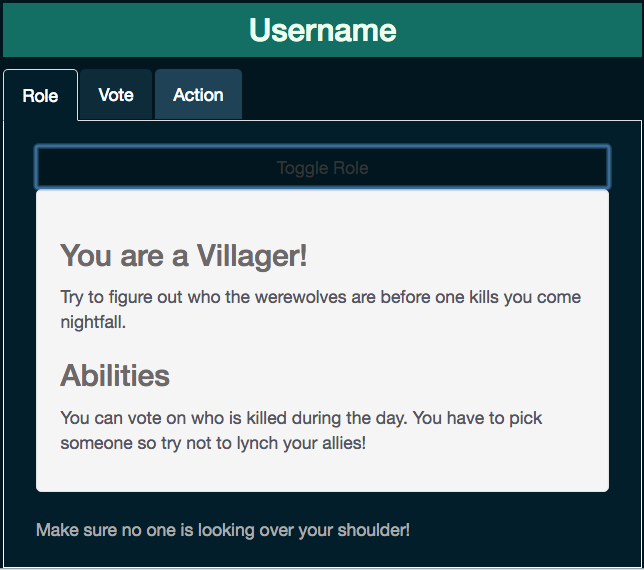 Username
Role Vote Action
Toggle Role
You are a Villager!
Try to figure out who the werewolves are before one kills you come
nightfall.
Abilities
You can vote on who is killed during the day. You have to pick
someone so try not to lynch your allies!
Make sure no one is looking over your shoulder!